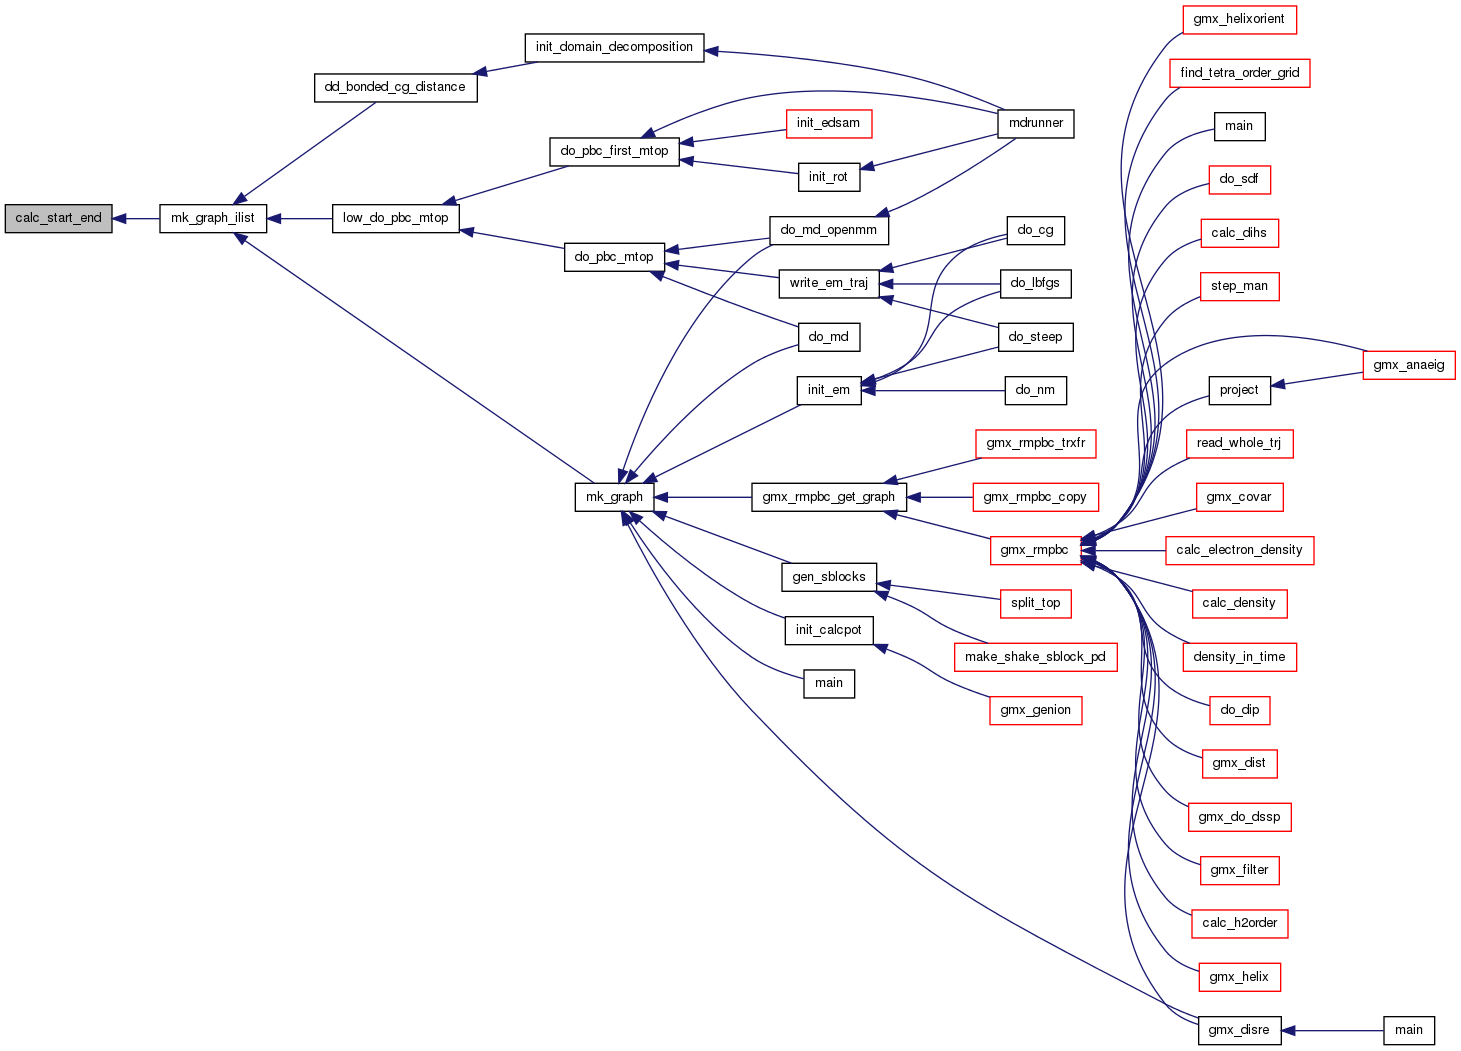 calc_start_end
mk_graph_ilist
dd_bonded_cg_distance
init_domain_decomposition
mdrunner
low_do_pbc_mtop
do_pbc_first_mtop
init_edsam
init_rot
do_pbc_mtop
do_md_openmm
write_em_traj
do_cg
do_lbfgs
do_steep
do_md
init_em
do_nm
mk_graph
gmx_rmpbc_get_graph
gmx_rmpbc_trxfr
gmx_rmpbc_copy
gmx_rmpbc
gen_sblocks
split_top
make_shake_sblock_pd
init_calcpot
gmx_genion
main
gmx_helixorient
find_tetra_order_grid
main
do_sdf
calc_dihs
step_man
gmx_anaeig
project
read_whole_trj
gmx_covar
calc_electron_density
calc_density
density_in_time
do_dip
gmx_dist
gmx_do_dssp
gmx_filter
calc_h2order
gmx_helix
gmx_disre
main